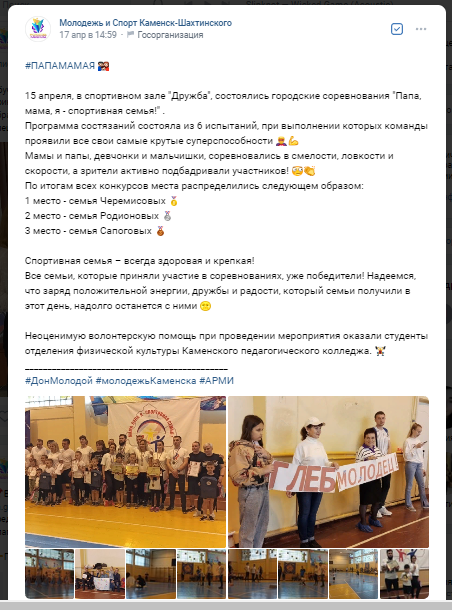 Молодежь и Спорт Каменск-Шахтинского
17 апр в 14:59 · Госорганизация
#ПАПАМАМАЯ
15 апреля, в спортивном зале "Дружба", состоялись городские соревнования "Папа,
мама, я - спортивная семья!" .
Программа состязаний состояла из 6 испытаний, при выполнении которых команды
проявили все свои самые крутые суперспособности
Мамы и папы, девчонки и мальчишки, соревновались в смелости, ловкости и
скорости, а зрители активно подбадривали участников!
По итогам всех конкурсов места распределились следующем образом:
1 место - семья Черемисовых
2 место - семья Родионовых
3 место - семья Сапоговых
Спортивная семья – всегда здоровая и крепкая!
Все семьи, которые приняли участие в соревнованиях, уже победители! Надеемся,
что заряд положительной энергии, дружбы и радости, который семьи получили в
этот день, надолго останется с ними
Неоценимую волонтерскую помощь при проведении мероприятия оказали студенты
отделения физической культуры Каменского педагогического колледжа.
#ДонМолодой #молодежьКаменска #АРМИ
ГЛЕБ МОЛОДЕЦ!